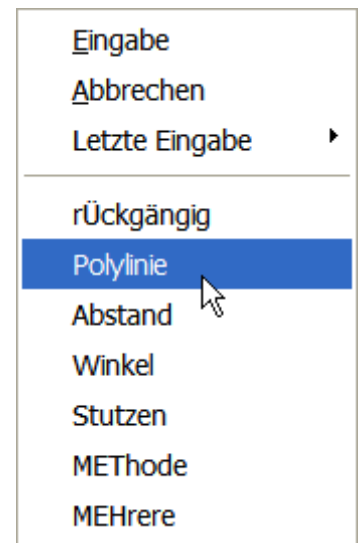 Eingabe
Abbrechen
Letzte Eingabe
rÜckgängig
Polylinie
Abstand
Winkel
Stutzen
METhode
MEHrere